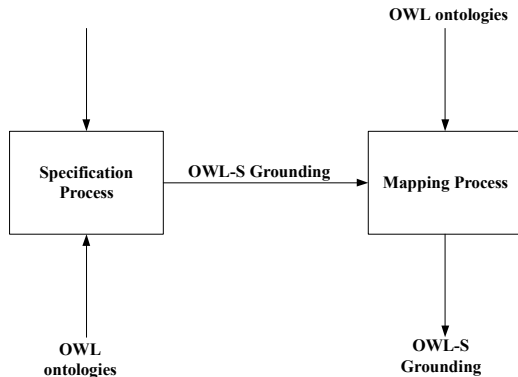 OWL ontologies
Specification
Process
OWL-S Grounding
Mapping Process
OWL
ontologies
OWL-S
Grounding